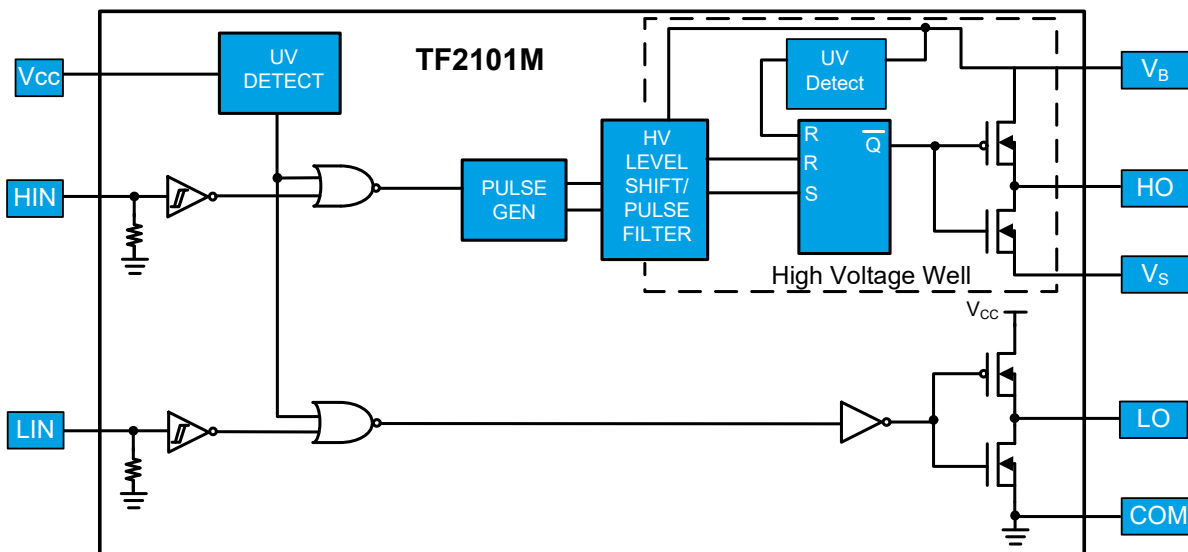 TF2101M
UV
DETECT
Vcc
HIN
PULSE
GEN
HV
LEVEL
SHIFT/
PULSE
FILTER
UV
Detect
R
R
S
Q̅
High Voltage Well
VB
HO
VS
VCC
LIN
LO
COM